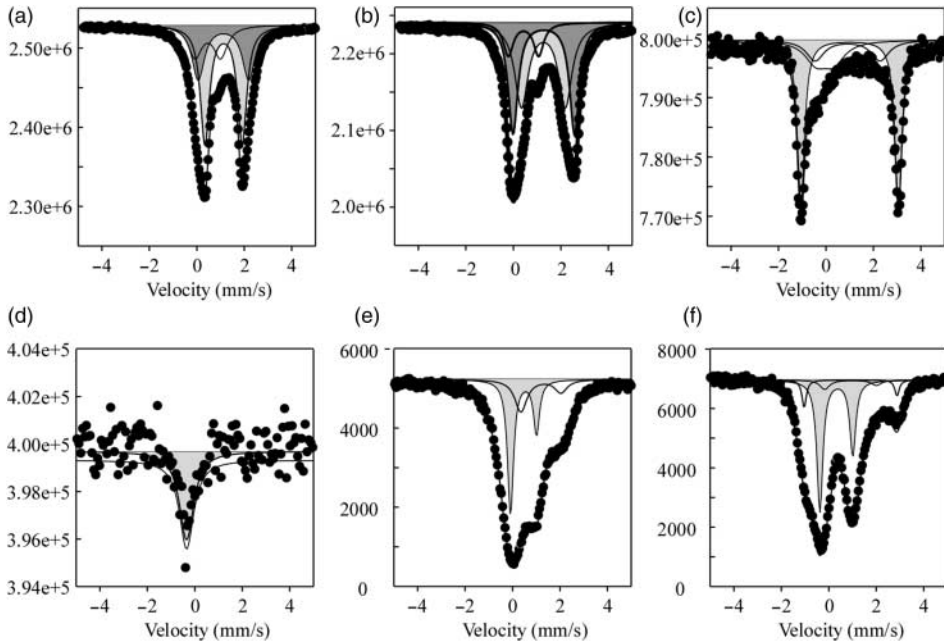 (a)
2.50e+6
2.40e+6
2.30e+6
−4 −2 0 2 4
Velocity (mm/s)
(b)
2.2e+6
2.1e+6
2.0e+6
−4 −2 0 2 4
Velocity (mm/s)
(c)
8.00e+5
7.90e+5
7.80e+5
7.70e+5
−4 −2 0 2 4
Velocity (mm/s)
(d)
4.04e+5
4.02e+5
4.00e+5
3.98e+5
3.96e+5
3.94e+5
−4 −2 0 2 4
Velocity (mm/s)
(e)
6000
4000
2000
0
−4 −2 0 2 4
Velocity (mm/s)
(f)
8000
6000
4000
2000
0
−4 −2 0 2 4
Velocity (mm/s)